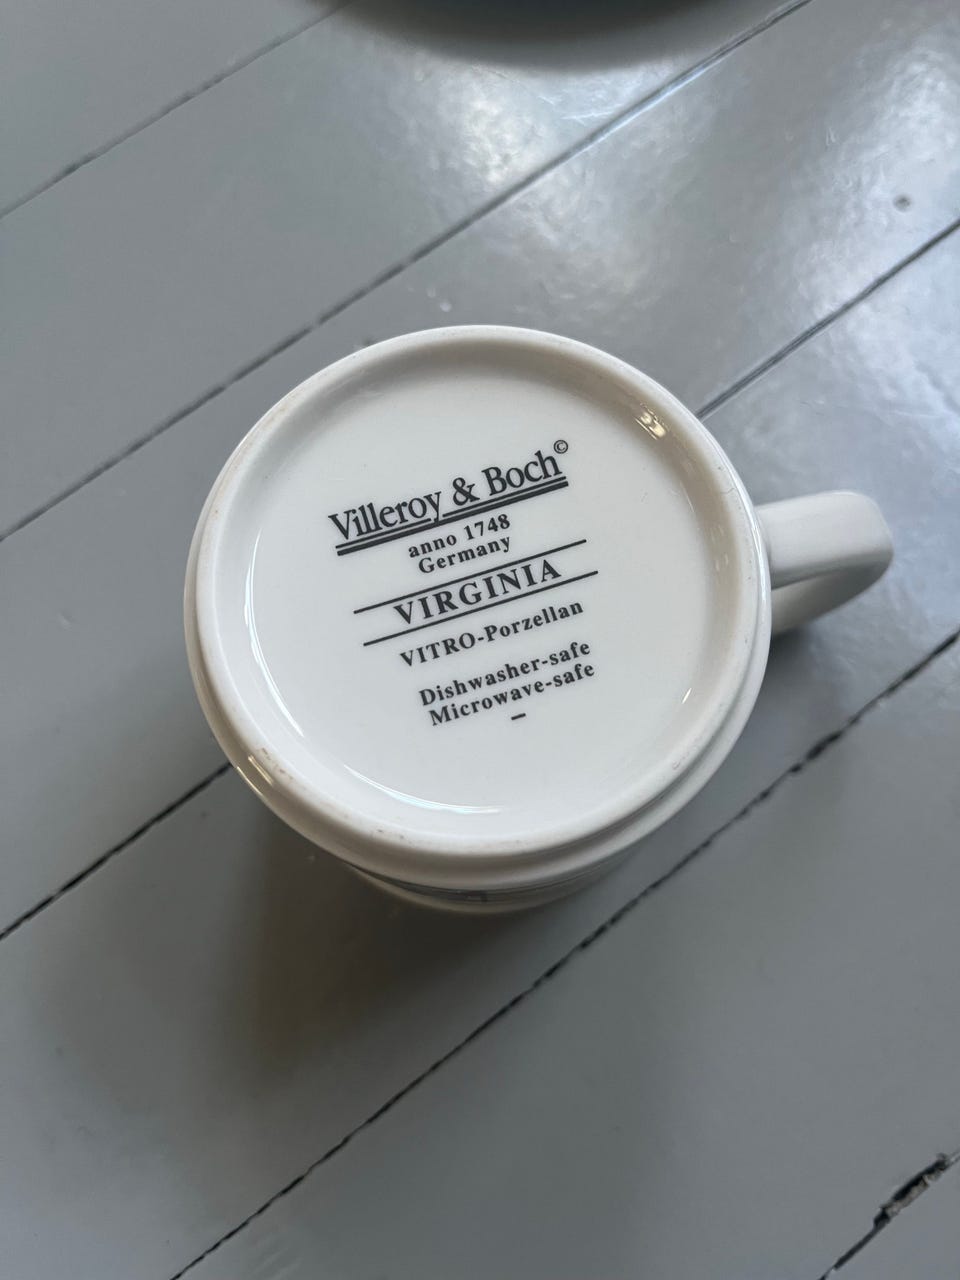 Villeroy & Boch©
anno 1748
Germany
VIRGINIA
VITRO-Porzellan
Dishwasher-safe
Microwave-safe